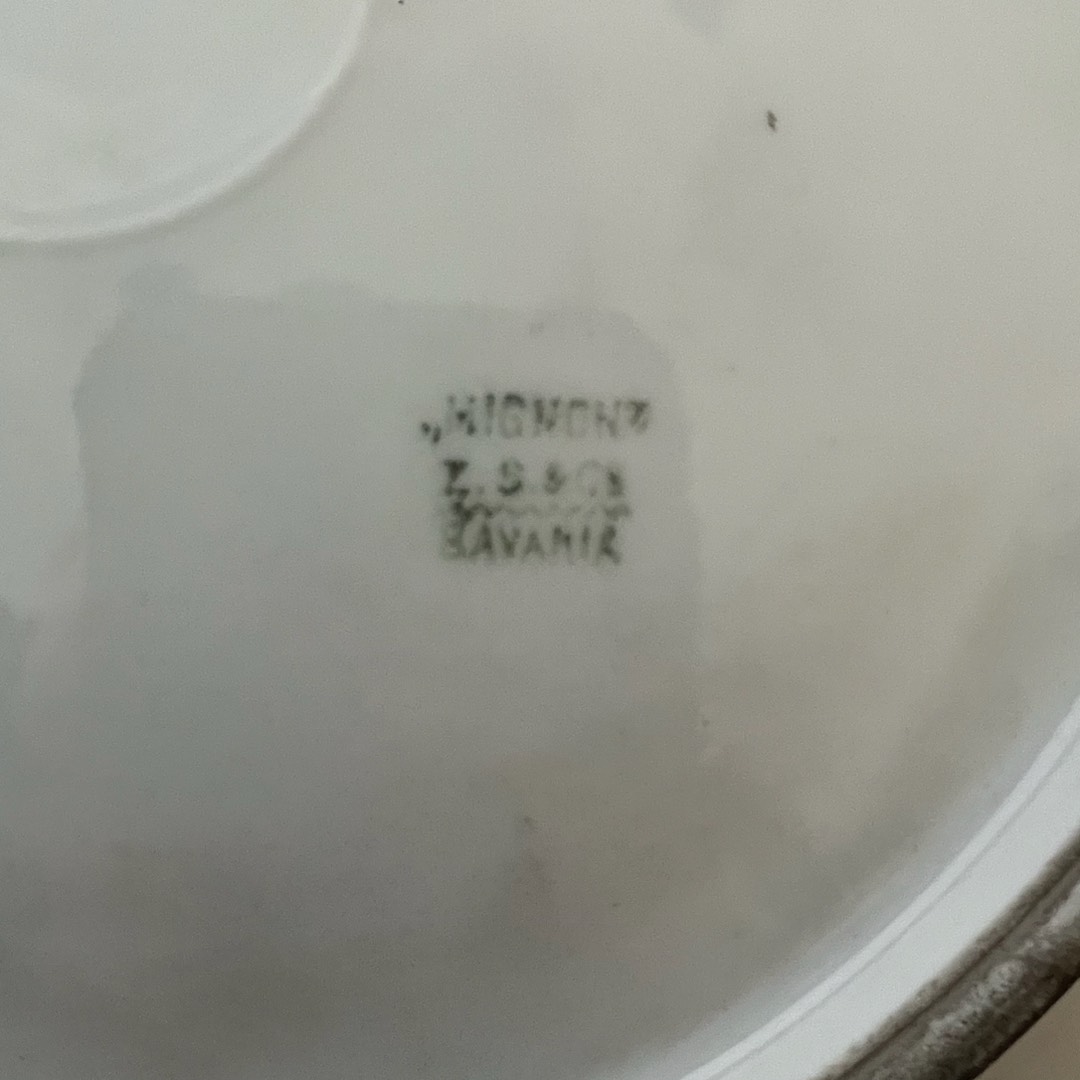 „MIGNON”
Z. S. & Co
BAVARIA